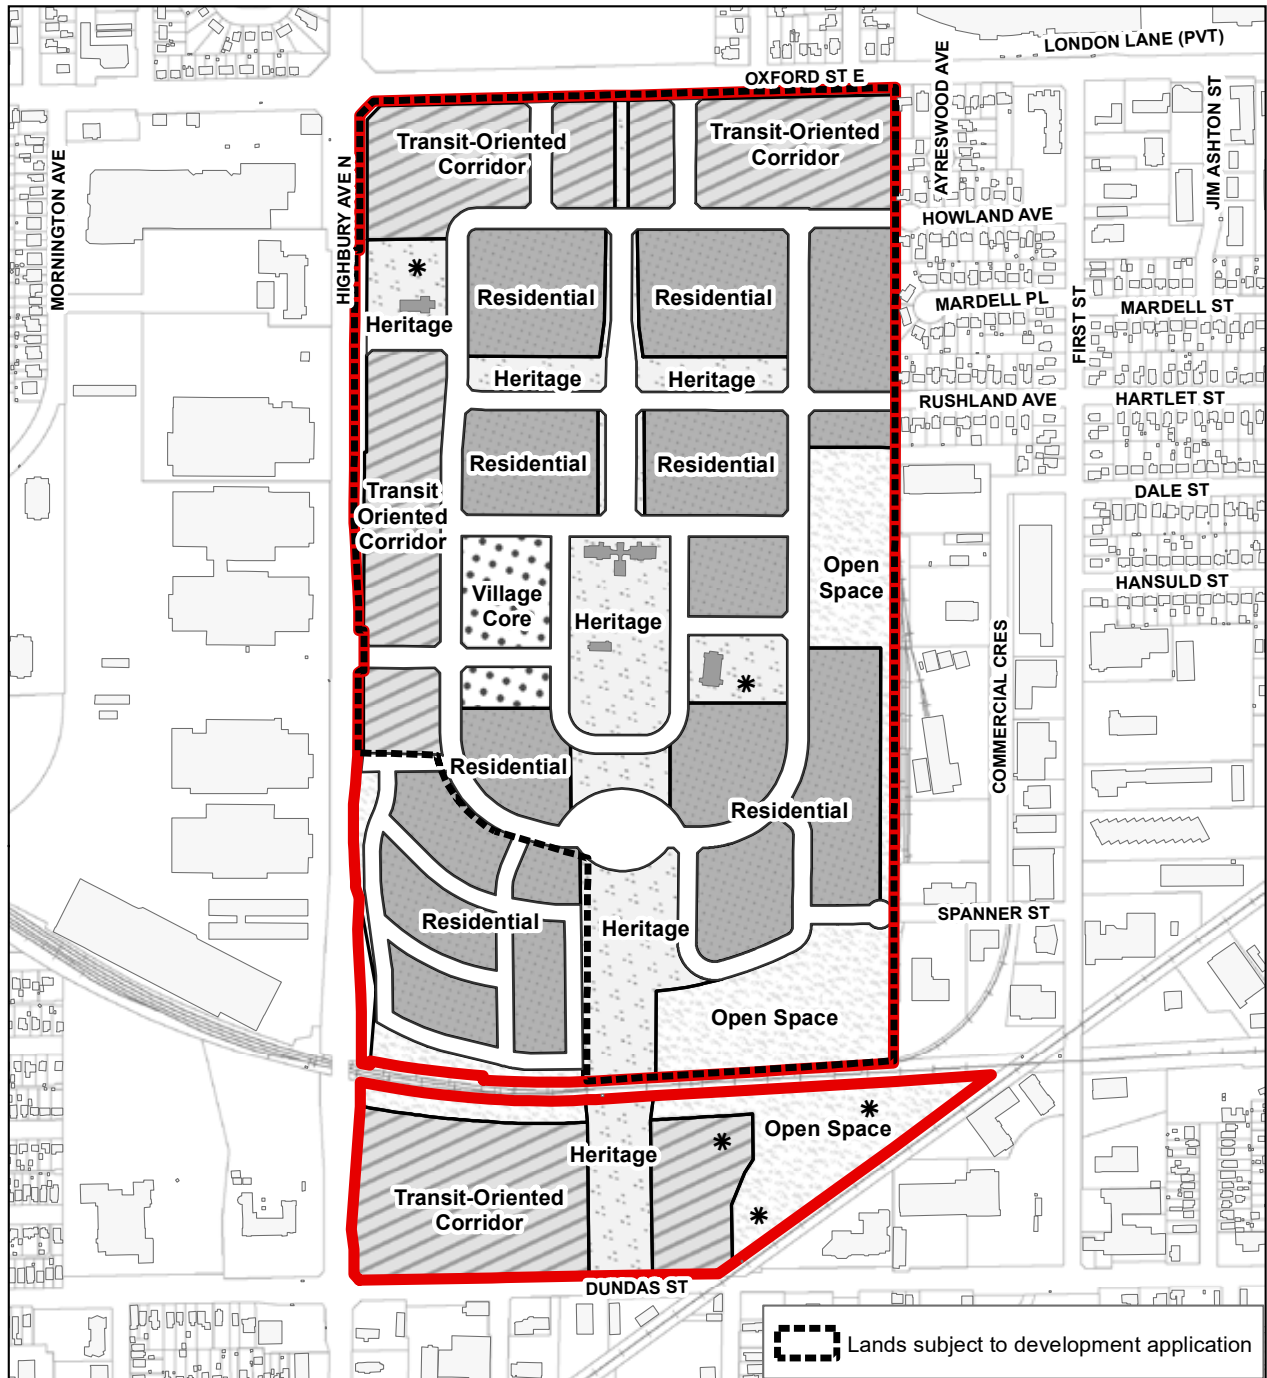 LONDON LANE (PVT)
OXFORD ST E
AYRESWOOD AVE
JIM ASHTON ST
MORNINGTON AVE
HIGHBURY AVE N
Transit-Oriented
Corridor
Transit-Oriented
Corridor
HOWLAND AVE
Residential
Residential
MARDELL PL
MARDELL ST
FIRST ST
Heritage
Heritage
Heritage
RUSHLAND AVE
HARTLET ST
Residential
Residential
Transit
Oriented
Corridor
DALE ST
Open
Space
HANSULD ST
Village
Core
Heritage
COMMERCIAL CRES
Residential
Residential
Residential
Heritage
SPANNER ST
Open Space
Open Space
Heritage
Transit-Oriented
Corridor
DUNDAS ST
Lands subject to development application